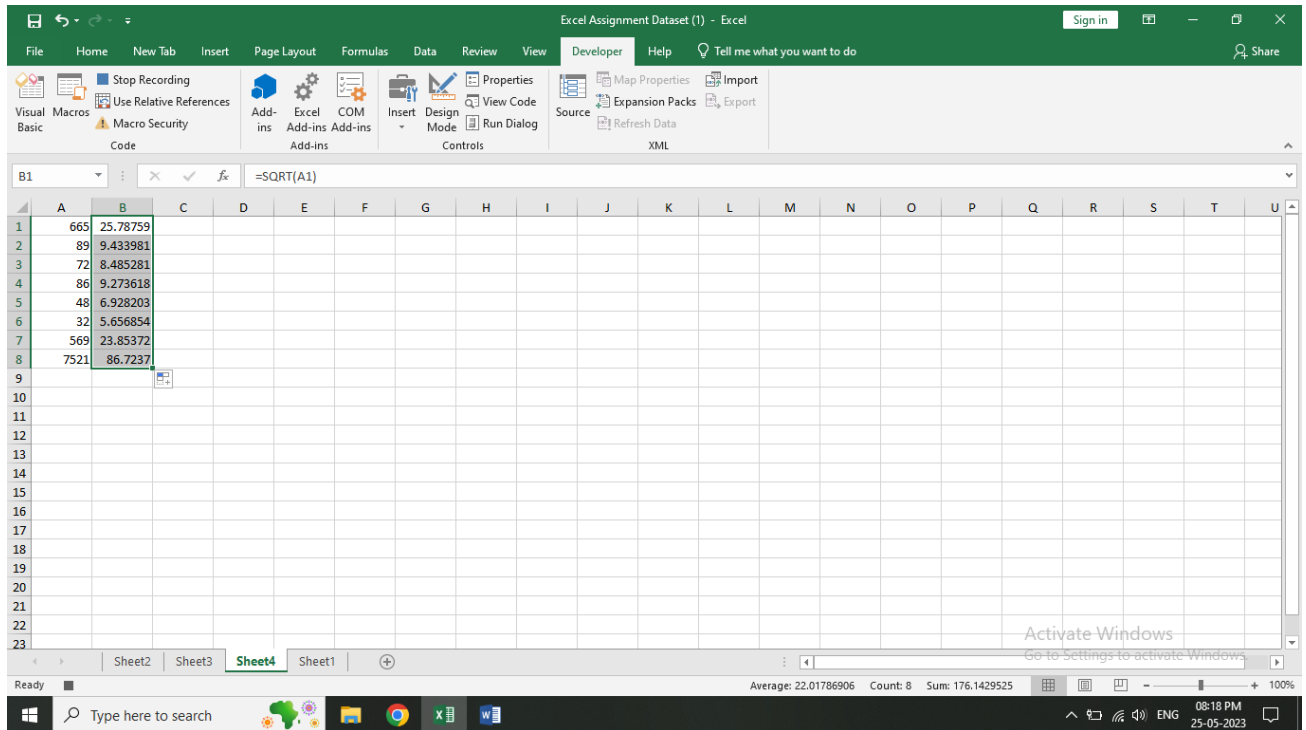 Excel Assignment Dataset (1) - Excel
Sign in
File Home New Tab Insert Page Layout Formulas Data Review View Developer Help Tell me what you want to do Share
Visual Basic
Macros
Stop Recording
Use Relative References
Macro Security
Code
Add-ins
Excel Add-ins
COM Add-ins
Add-ins
Insert
Design Mode
Properties
View Code
Run Dialog
Controls
Source
Map Properties
Expansion Packs
Refresh Data
Import
Export
XML
B1 fx =SQRT(A1)
A B C D E F G H I J K L M N O P Q R S T U
1 665 25.78759
2 89 9.433981
3 72 8.485281
4 86 9.273618
5 48 6.928203
6 32 5.656854
7 569 23.85372
8 7521 86.7237
9
10
11
12
13
14
15
16
17
18
19
20
21
22
23
Activate Windows
Go to Settings to activate Windows.
Sheet2 Sheet3 Sheet4 Sheet1
Ready Average: 22.01786906 Count: 8 Sum: 176.1429525 100%
Type here to search
ENG
08:18 PM
25-05-2023